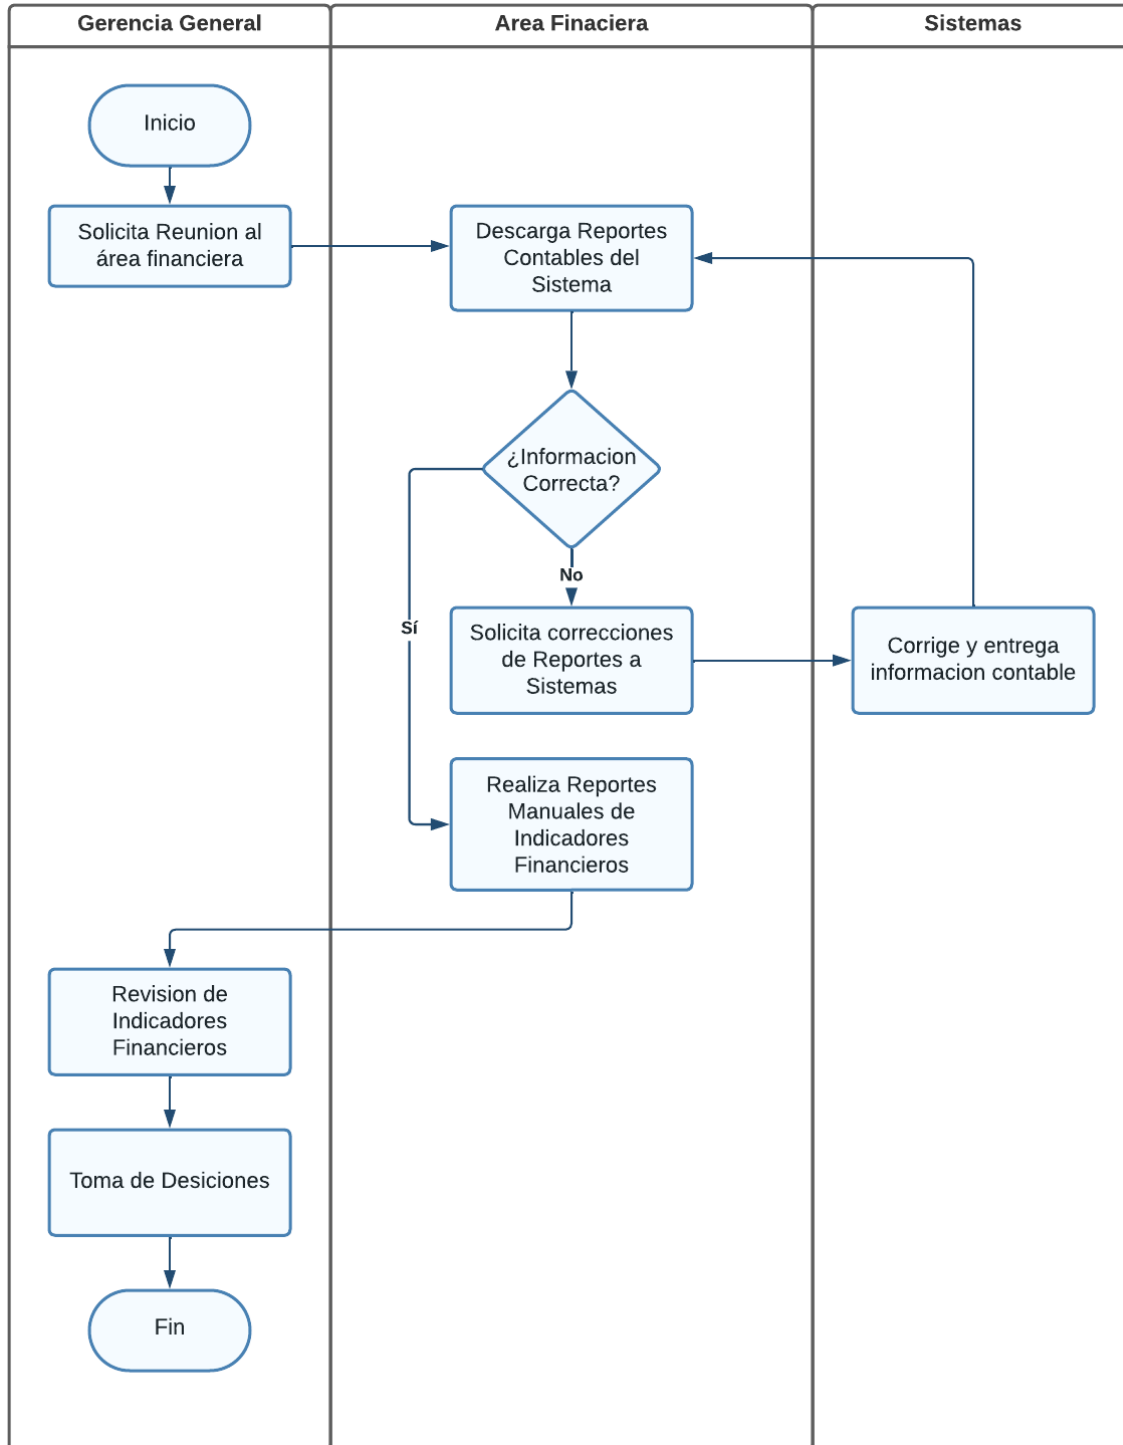 Gerencia General
Area Finaciera
Sistemas
Inicio
Solicita Reunion al
área financiera
Descarga Reportes
Contables del
Sistema
¿Informacion
Correcta?
No
Sí
Solicita correcciones
de Reportes a
Sistemas
Corrige y entrega
informacion contable
Realiza Reportes
Manuales de
Indicadores
Financieros
Revision de
Indicadores
Financieros
Toma de Desiciones
Fin